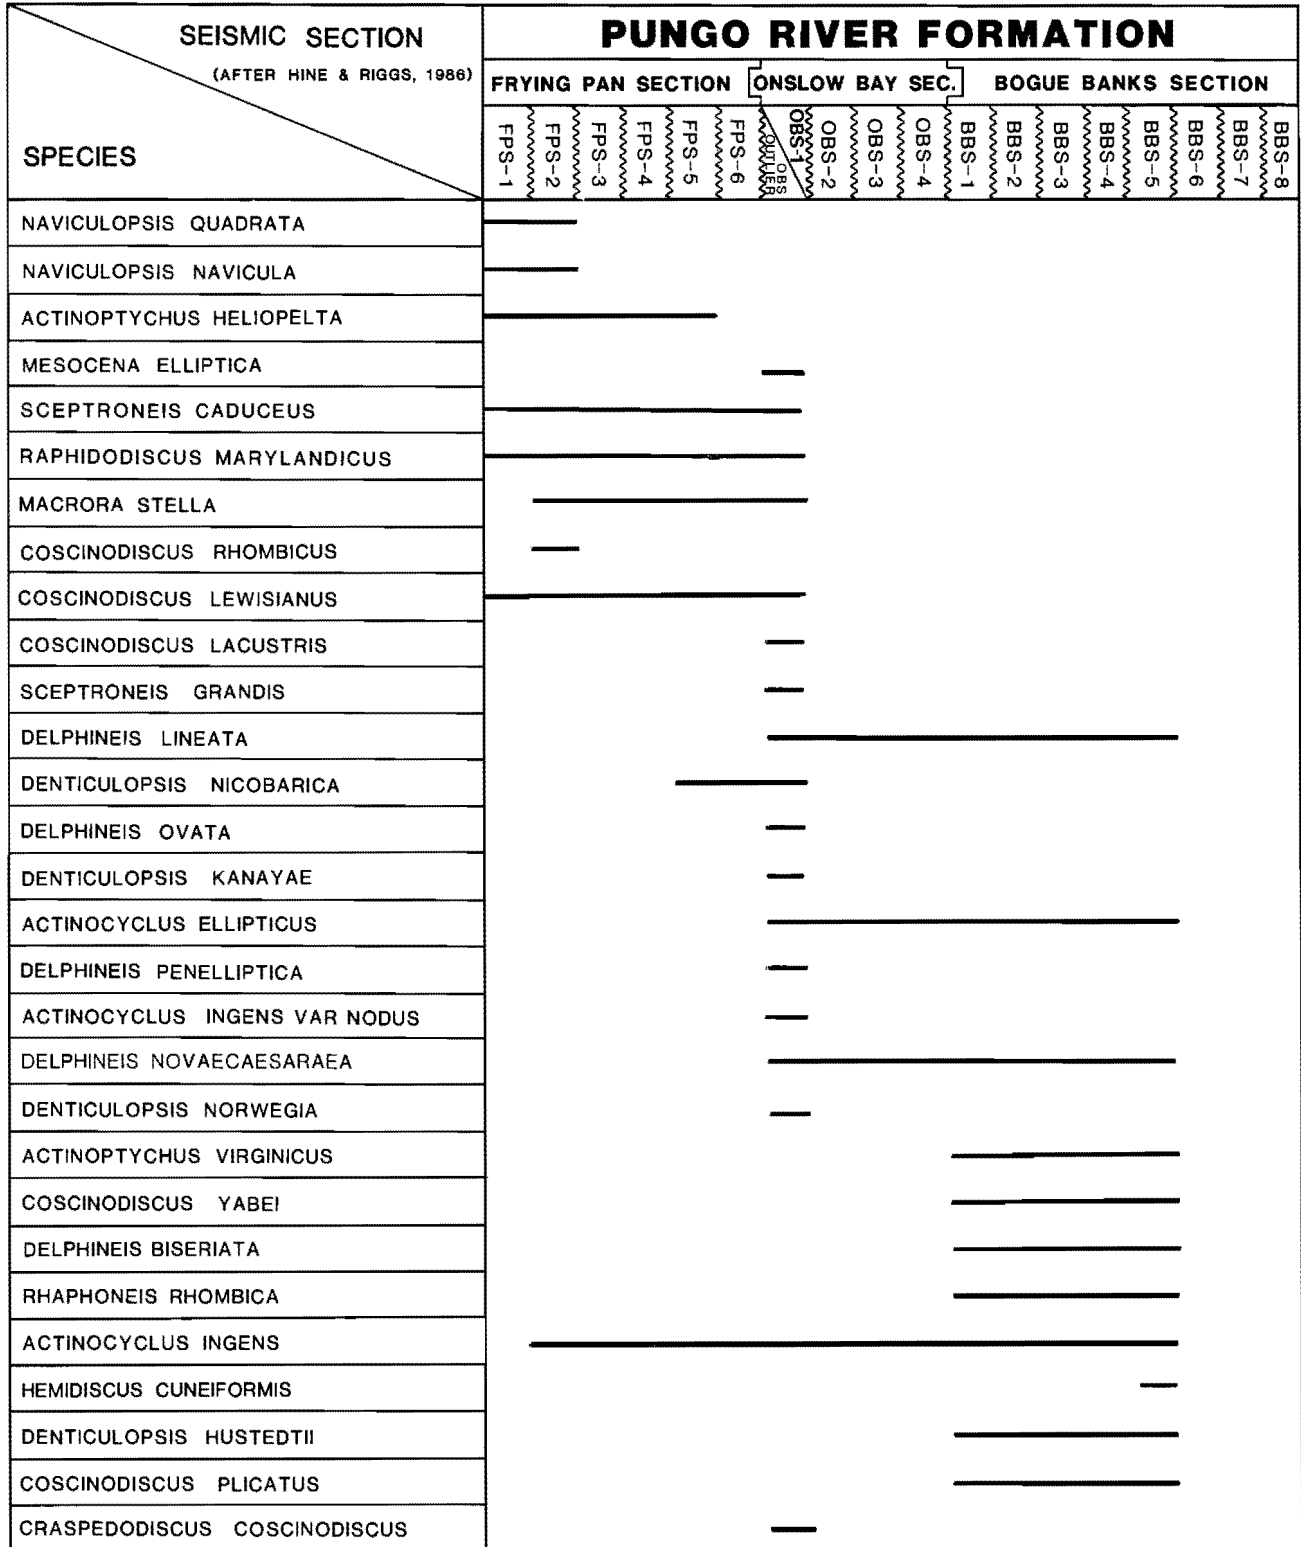 SEISMIC SECTION
(AFTER HINE & RIGGS, 1986)
SPECIES
PUNGO RIVER FORMATION
FRYING PAN SECTION
ONSLOW BAY SEC.
BOGUE BANKS SECTION
FPS-1
FPS-2
FPS-3
FPS-4
FPS-5
FPS-6
OBS OUTLIER
OBS-1
OBS-2
OBS-3
OBS-4
BBS-1
BBS-2
BBS-3
BBS-4
BBS-5
BBS-6
BBS-7
BBS-8
NAVICULOPSIS QUADRATA
NAVICULOPSIS NAVICULA
ACTINOPTYCHUS HELIOPELTA
MESOCENA ELLIPTICA
SCEPTRONEIS CADUCEUS
RAPHIDODISCUS MARYLANDICUS
MACRORA STELLA
COSCINODISCUS RHOMBICUS
COSCINODISCUS LEWISIANUS
COSCINODISCUS LACUSTRIS
SCEPTRONEIS GRANDIS
DELPHINEIS LINEATA
DENTICULOPSIS NICOBARICA
DELPHINEIS OVATA
DENTICULOPSIS KANAYAE
ACTINOCYCLUS ELLIPTICUS
DELPHINEIS PENELLIPTICA
ACTINOCYCLUS INGENS VAR NODUS
DELPHINEIS NOVAECAESARAEA
DENTICULOPSIS NORWEGIA
ACTINOPTYCHUS VIRGINICUS
COSCINODISCUS YABEI
DELPHINEIS BISERIATA
RHAPHONEIS RHOMBICA
ACTINOCYCLUS INGENS
HEMIDISCUS CUNEIFORMIS
DENTICULOPSIS HUSTEDTII
COSCINODISCUS PLICATUS
CRASPEDODISCUS COSCINODISCUS